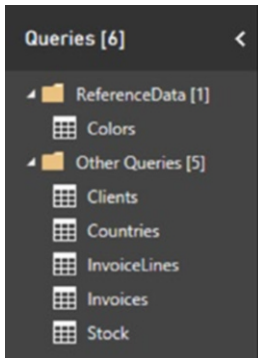 Queries [6]
ReferenceData [1]
Colors
Other Queries [5]
Clients
Countries
InvoiceLines
Invoices
Stock